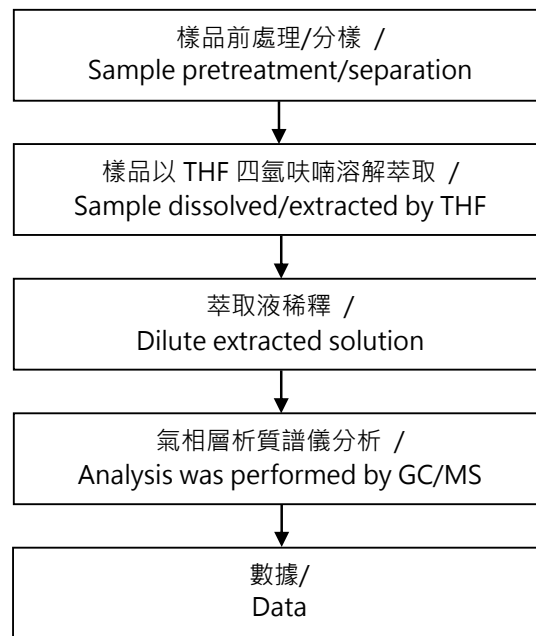 樣品前處理/分樣 /
Sample pretreatment/separation
樣品以 THF 四氫呋喃溶解萃取 /
Sample dissolved/extracted by THF
萃取液稀釋 /
Dilute extracted solution
氣相層析質譜儀分析 /
Analysis was performed by GC/MS
數據/
Data